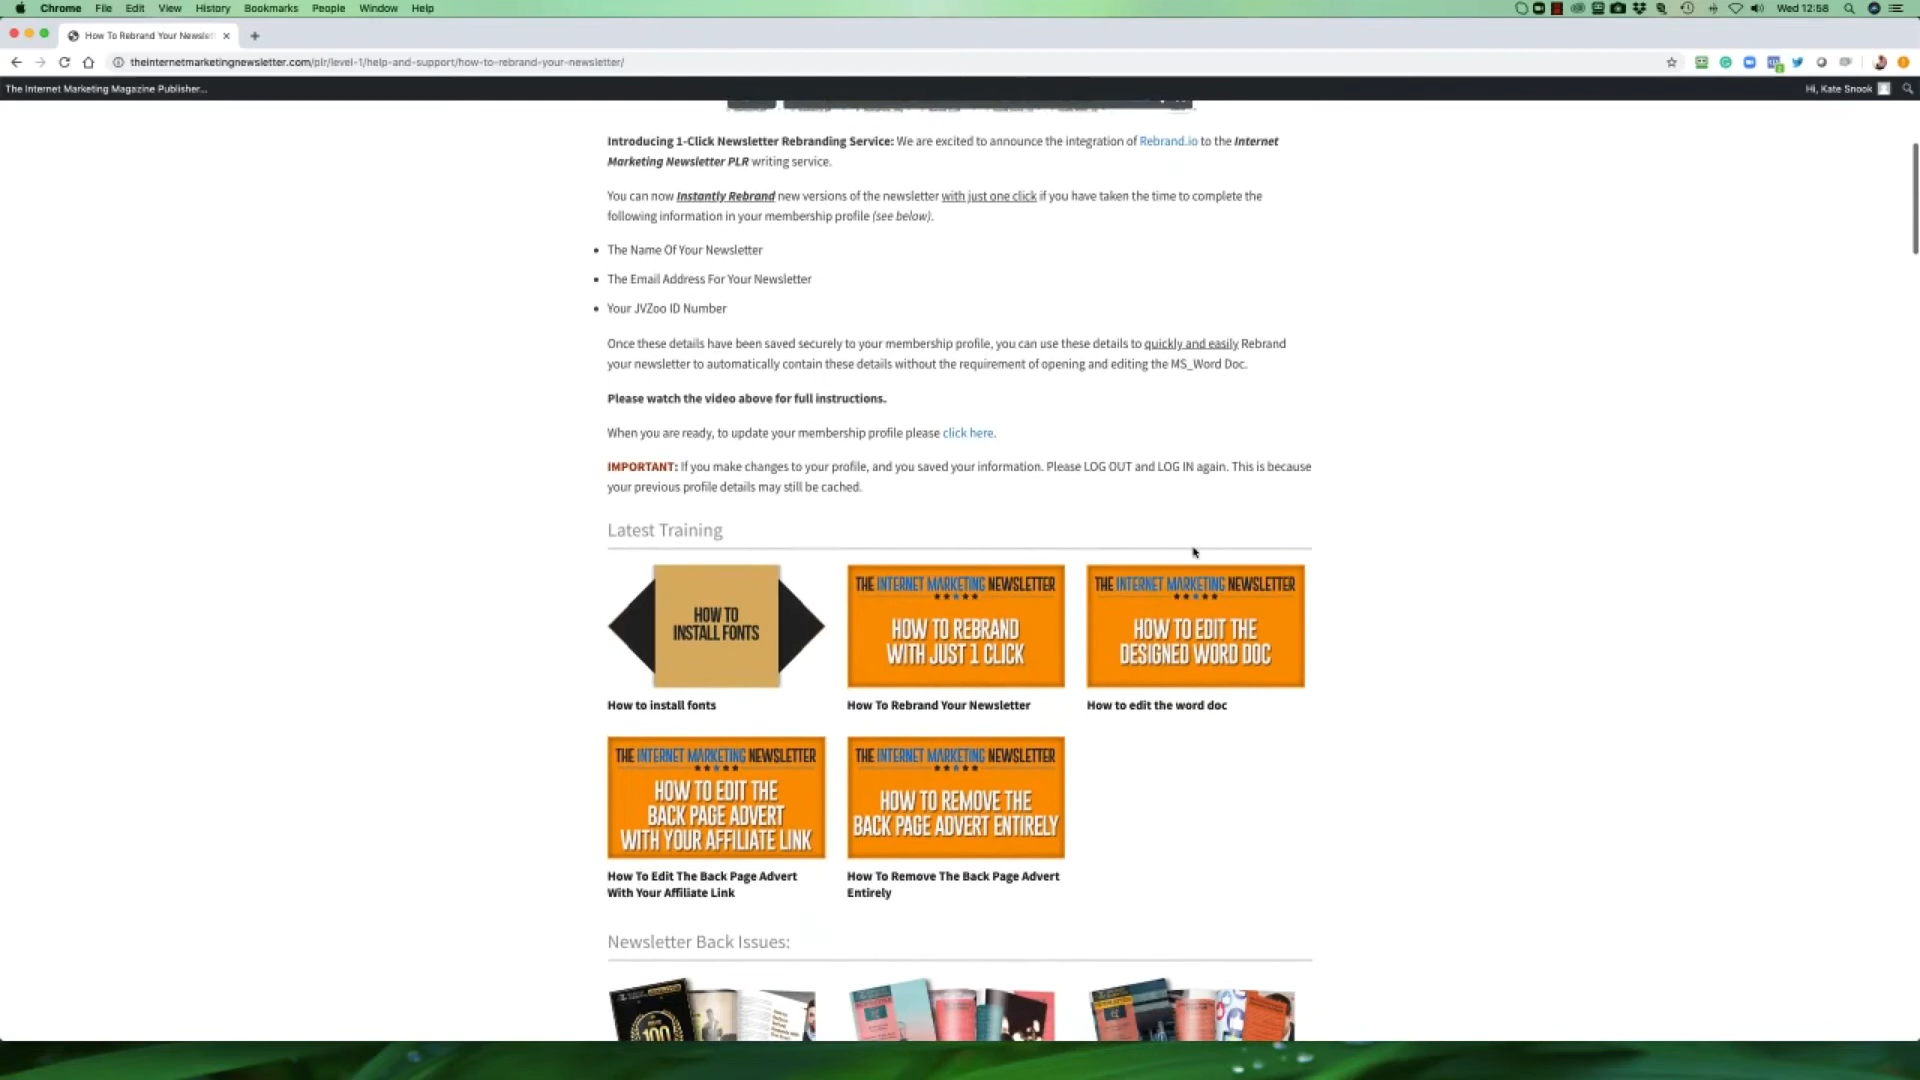 Chrome File Edit View History Bookmarks People Window Help
Wed 12:58
How To Rebrand Your Newslet
theinternetmarketingnewsletter.com/plr/level-1/help-and-support/how-to-rebrand-your-newsletter/
The Internet Marketing Magazine Publisher...
Hi, Kate Snook
Introducing 1-Click Newsletter Rebranding Service: We are excited to announce the integration of Rebrand.io to the Internet
Marketing Newsletter PLR writing service.
You can now Instantly Rebrand new versions of the newsletter with just one click if you have taken the time to complete the
following information in your membership profile (see below).
The Name Of Your Newsletter
The Email Address For Your Newsletter
Your JVZoo ID Number
Once these details have been saved securely to your membership profile, you can use these details to quickly and easily Rebrand
your newsletter to automatically contain these details without the requirement of opening and editing the MS_Word Doc.
Please watch the video above for full instructions.
When you are ready, to update your membership profile please click here.
IMPORTANT: If you make changes to your profile, and you saved your information. Please LOG OUT and LOG IN again. This is because
your previous profile details may still be cached.
Latest Training
HOW TO
INSTALL FONTS
THE INTERNET MARKETING NEWSLETTER
HOW TO REBRAND
WITH JUST 1 CLICK
THE INTERNET MARKETING NEWSLETTER
HOW TO EDIT THE
DESIGNED WORD DOC
How to install fonts
How To Rebrand Your Newsletter
How to edit the word doc
THE INTERNET MARKETING NEWSLETTER
HOW TO EDIT THE
BACK PAGE ADVERT
WITH YOUR AFFILIATE LINK
THE INTERNET MARKETING NEWSLETTER
HOW TO REMOVE THE
BACK PAGE ADVERT ENTIRELY
How To Edit The Back Page Advert
With Your Affiliate Link
How To Remove The Back Page Advert
Entirely
Newsletter Back Issues:
100